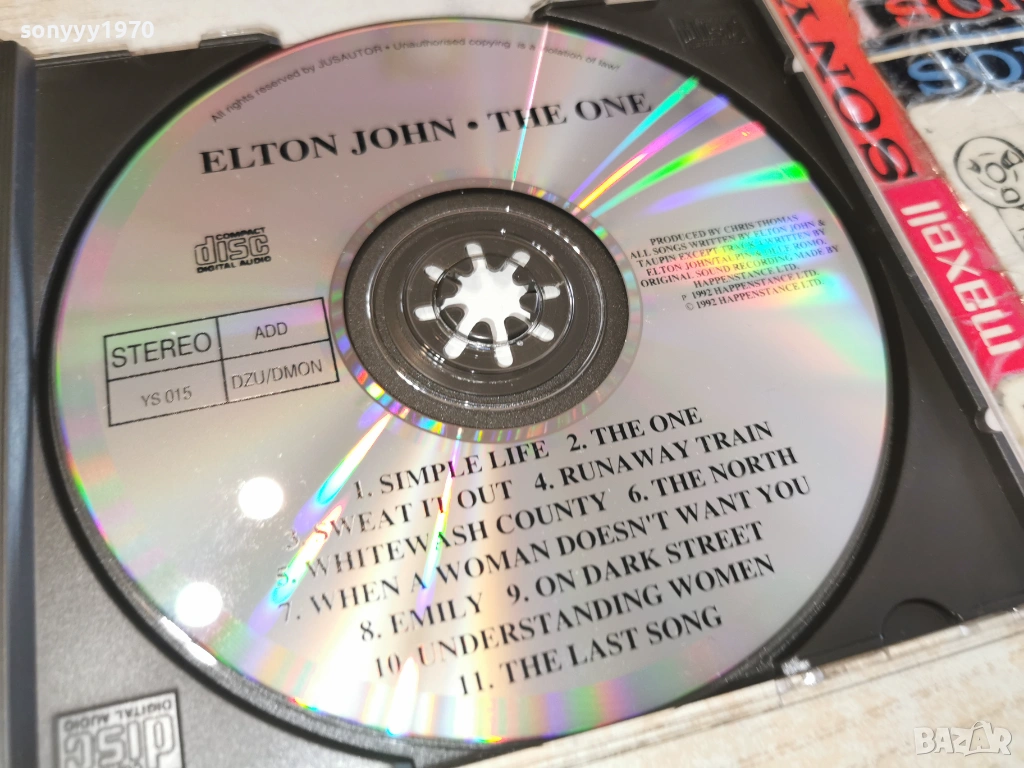 sonyyy1970
All rights reserved by JUSAUTOR • Unauthorised copying is a violation of law!
ELTON JOHN • THE ONE
COMPACT
disc
DIGITAL AUDIO
PRODUCED BY CHRIS THOMAS
ALL SONGS WRITTEN BY ELTON JOHN &
TAUPIN EXCEPT WRITTEN BY
ELTON JOHN/TAUPIN ROMO.
ORIGINAL SOUND RECORDING MADE BY
HAPPENSTANCE LTD.
P 1992 HAPPENSTANCE LTD.
© 1992 HAPPENSTANCE LTD.
STEREO ADD
YS 015 DZU/DMON
1. SIMPLE LIFE 2. THE ONE
3. SWEAT IT OUT 4. RUNAWAY TRAIN
5. WHITEWASH COUNTY 6. THE NORTH
7. WHEN A WOMAN DOESN'T WANT YOU
8. EMILY 9. ON DARK STREET
10. UNDERSTANDING WOMEN
11. THE LAST SONG
DIGITAL AUDIO
disc
SONY
maxell
BAZAR